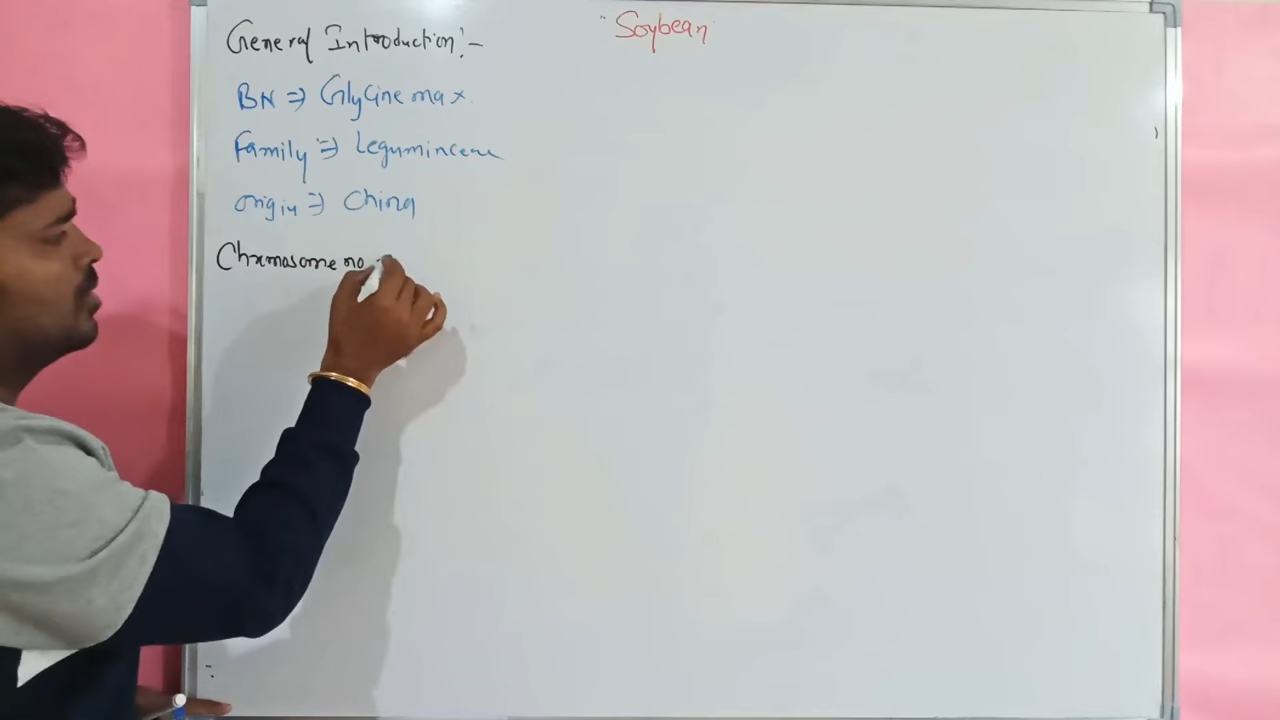 "Soybean
General Introduction:-
BN ⇒ Glycine max
Family ⇒ Leguminceae
origin ⇒ China
Chromosome no